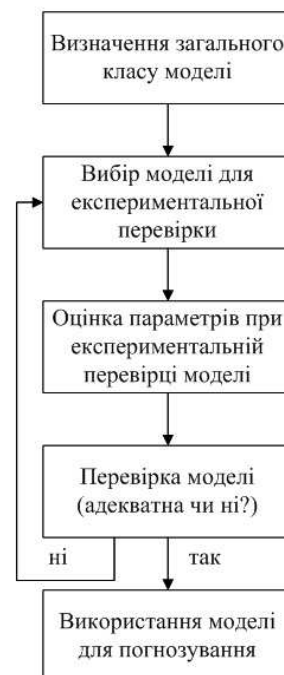 Визначення загального
класу моделі
Вибір моделі для
експериментальної
перевірки
Оцінка параметрів при
експериментальній
перевірці моделі
Перевірка моделі
(адекватна чи ні?)
ні
так
Використання моделі
для погнозування